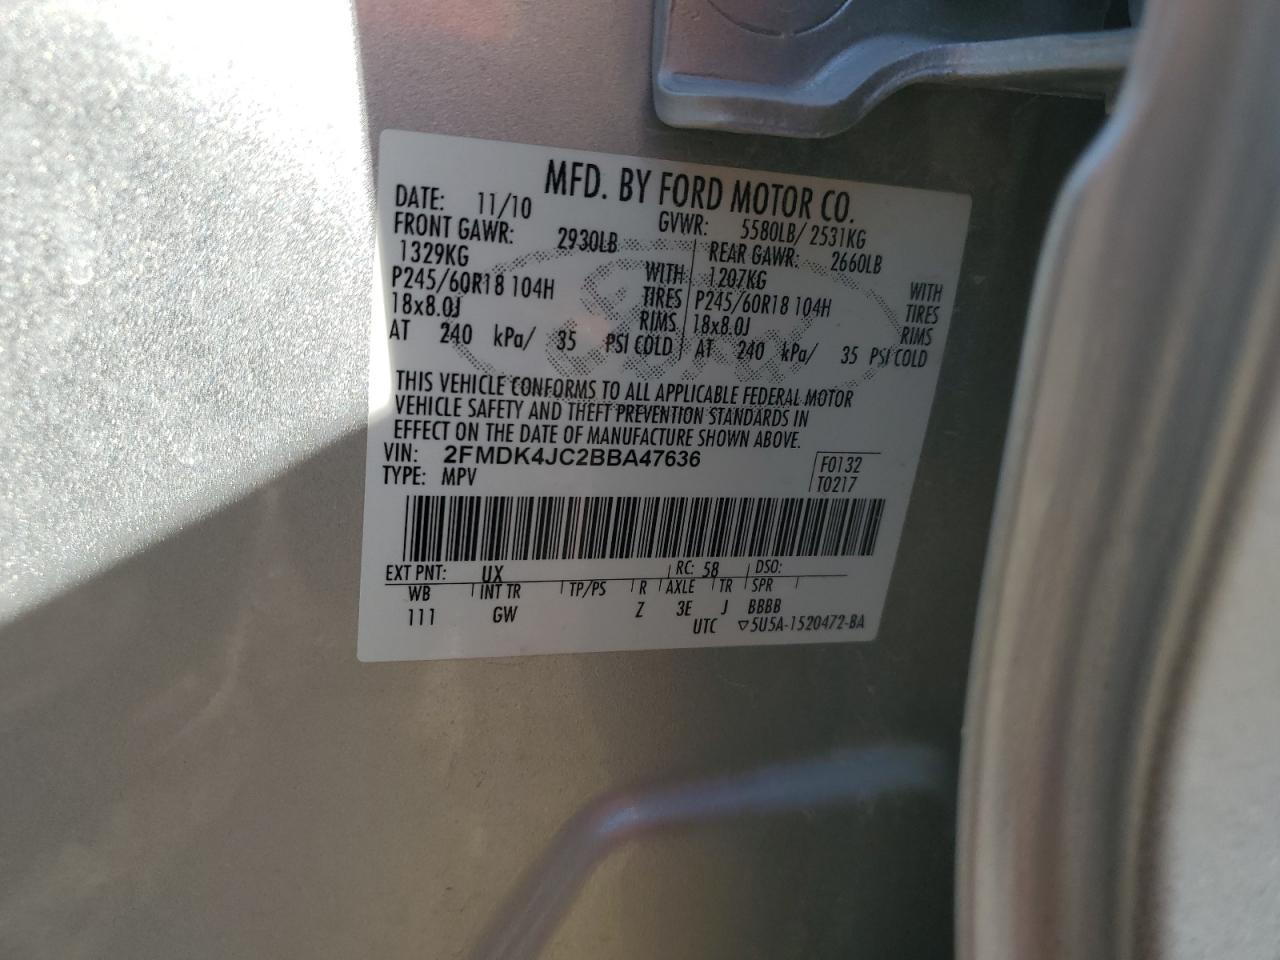 MFD. BY FORD MOTOR CO.
DATE: 11/10 GVWR: 5580LB/ 2531KG
FRONT GAWR: 2930LB REAR GAWR: 2660LB
1329KG WITH 1207KG WITH
P245/60R18 104H TIRES P245/60R18 104H TIRES
18x8.0J RIMS 18x8.0J RIMS
AT 240 kPa/ 35 PSI COLD AT 240 kPa/ 35 PSI COLD
THIS VEHICLE CONFORMS TO ALL APPLICABLE FEDERAL MOTOR
VEHICLE SAFETY AND THEFT PREVENTION STANDARDS IN
EFFECT ON THE DATE OF MANUFACTURE SHOWN ABOVE.
VIN: 2FMDK4JC2BBA47636 F0132
TYPE: MPV T0217
EXT PNT: UX RC: 58 DSO:
WB INT TR TP/PS R AXLE TR SPR
111 GW Z 3E J BBBB
UTC ▽5U5A-1520472-BA